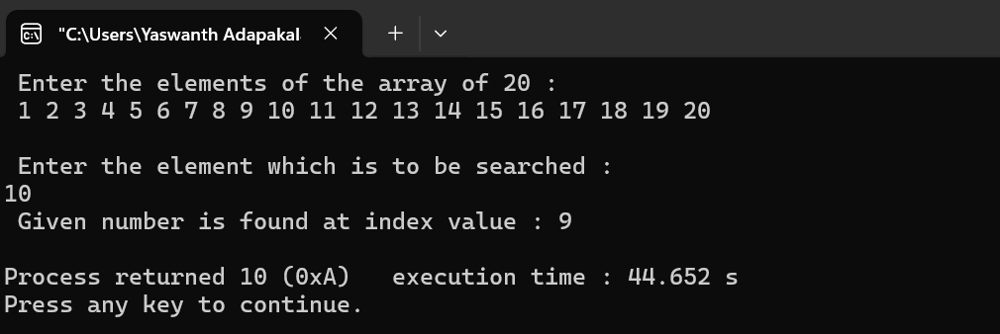 "C:\Users\Yaswanth Adapakal
Enter the elements of the array of 20 :
1 2 3 4 5 6 7 8 9 10 11 12 13 14 15 16 17 18 19 20
Enter the element which is to be searched :
10
Given number is found at index value : 9
Process returned 10 (0xA)   execution time : 44.652 s
Press any key to continue.